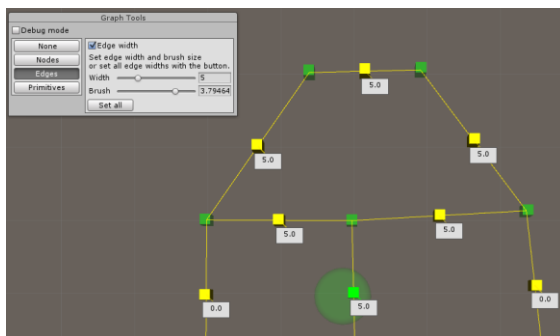 Graph Tools
Debug mode
None
Nodes
Edges
Primitives
Edge width
Set edge width and brush size
or set all edge widths with the button.
Width 5
Brush 3.79464
Set all
5.0
5.0
5.0
5.0
5.0
0.0
5.0
0.0